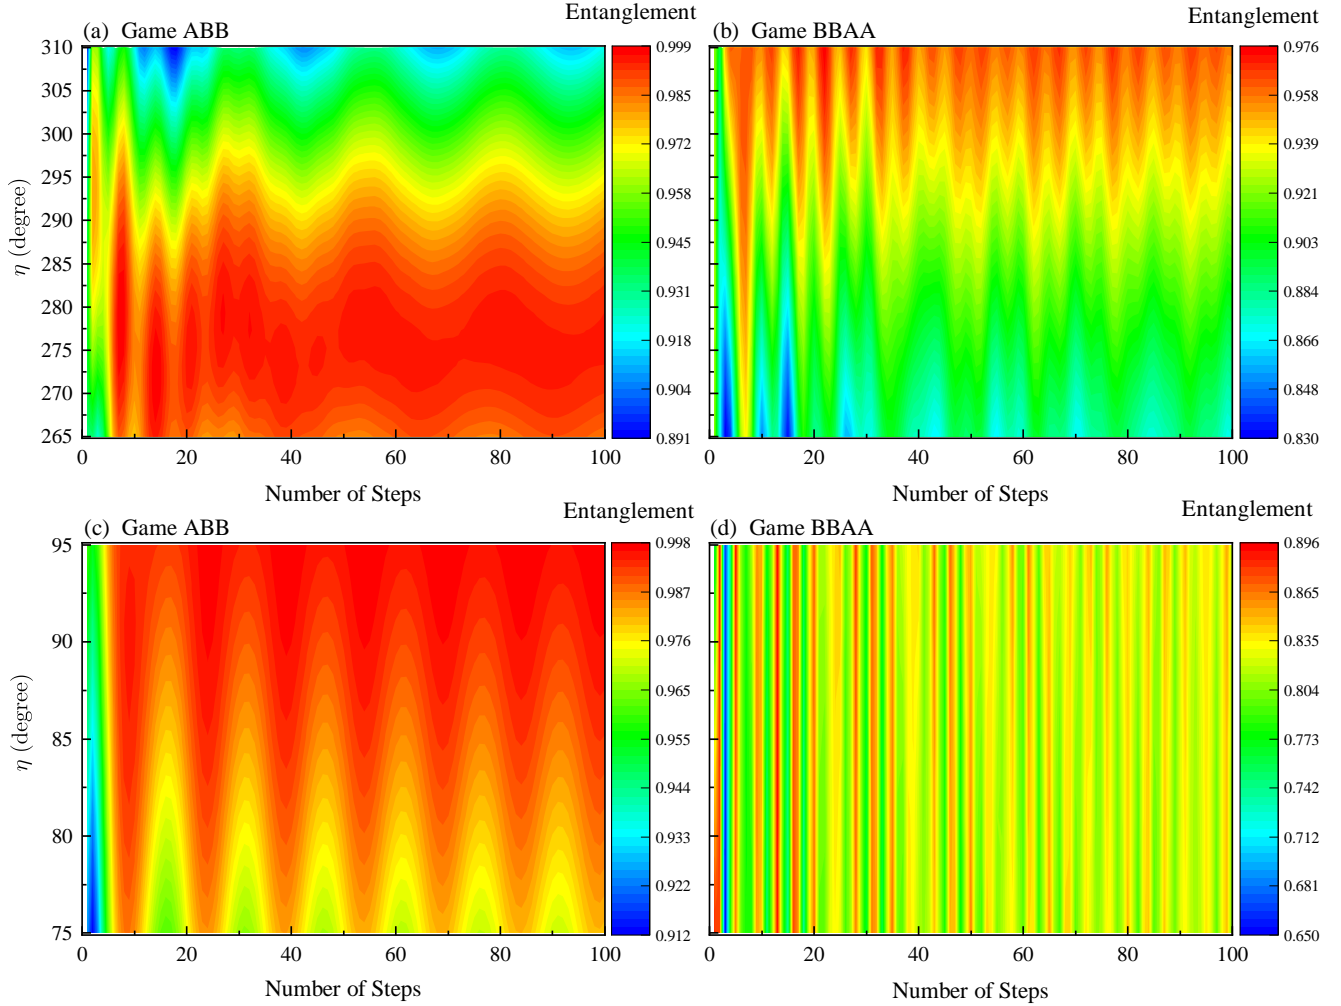 Entanglement
(a) Game ABB
310
305
300
295
290
285
280
275
270
265
η (degree)
0 20 40 60 80 100
Number of Steps
0.999
0.985
0.972
0.958
0.945
0.931
0.918
0.904
0.891
Entanglement
(b) Game BBAA
0 20 40 60 80 100
Number of Steps
0.976
0.958
0.939
0.921
0.903
0.884
0.866
0.848
0.830
Entanglement
(c) Game ABB
95
90
85
80
75
η (degree)
0 20 40 60 80 100
Number of Steps
0.998
0.987
0.976
0.965
0.955
0.944
0.933
0.922
0.912
Entanglement
(d) Game BBAA
0 20 40 60 80 100
Number of Steps
0.896
0.865
0.835
0.804
0.773
0.742
0.712
0.681
0.650